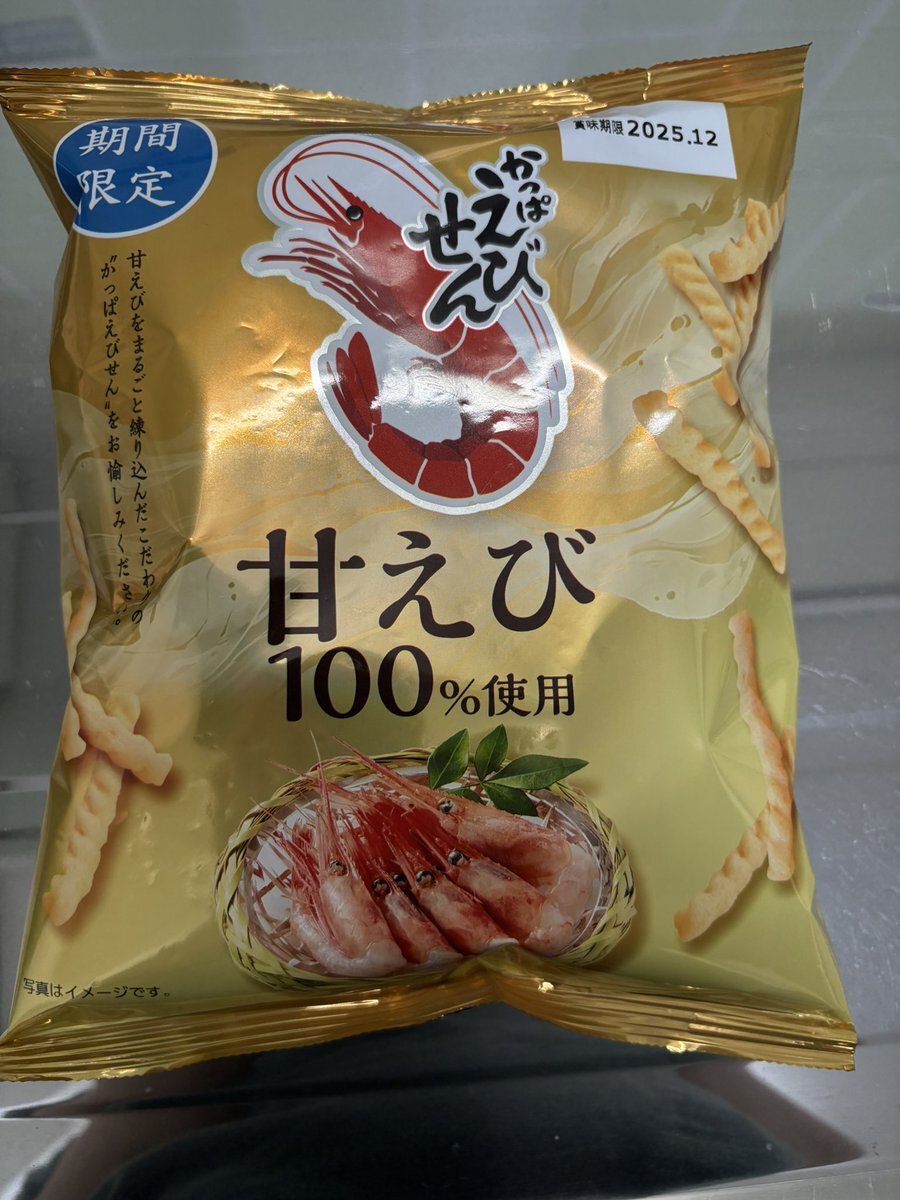 期間
限定
賞味期限 2025.12
かっぱ
えびせん
甘えびをまるごと練り込んだこだわりの
“かっぱえびせん”をお愉しみください。
甘えび
100%使用
写真はイメージです。